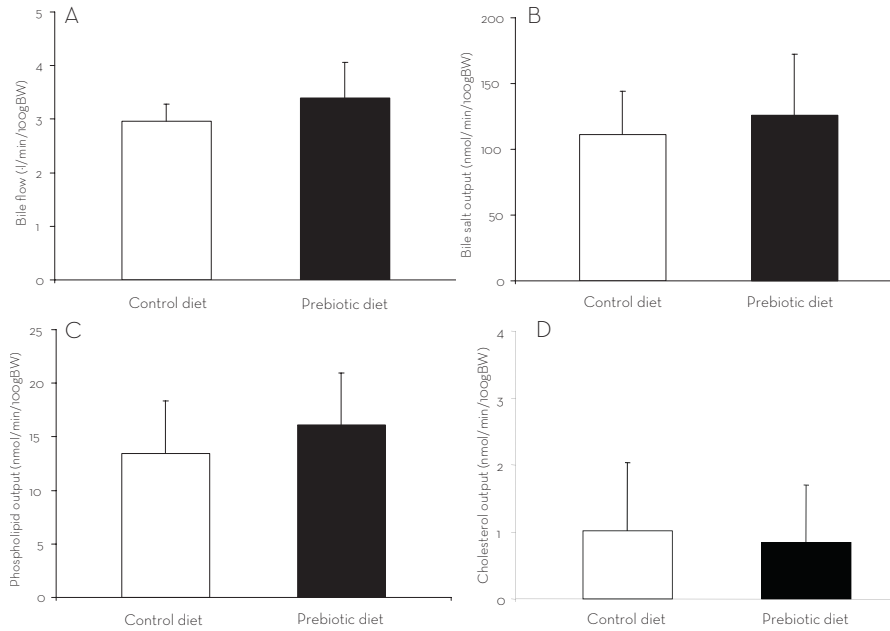 A
Bile flow (·l/min/100gBW)
5
4
3
2
1
0
Control diet
Prebiotic diet
B
Bile salt output (nmol/min/100gBW)
200
150
100
50
0
Control diet
Prebiotic diet
C
Phospholipid output (nmol/min/100gBW)
25
20
15
10
5
0
Control diet
Prebiotic diet
D
Cholesterol output (nmol/min/100gBW)
4
3
2
1
0
Control diet
Prebiotic diet